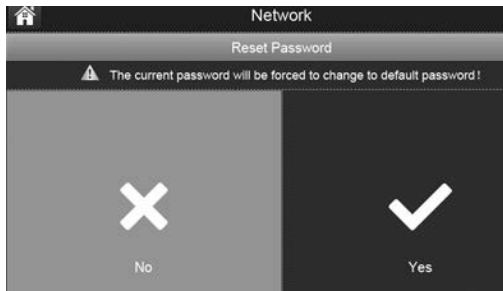 Network
Reset Password
The current password will be forced to change to default password!
No
Yes